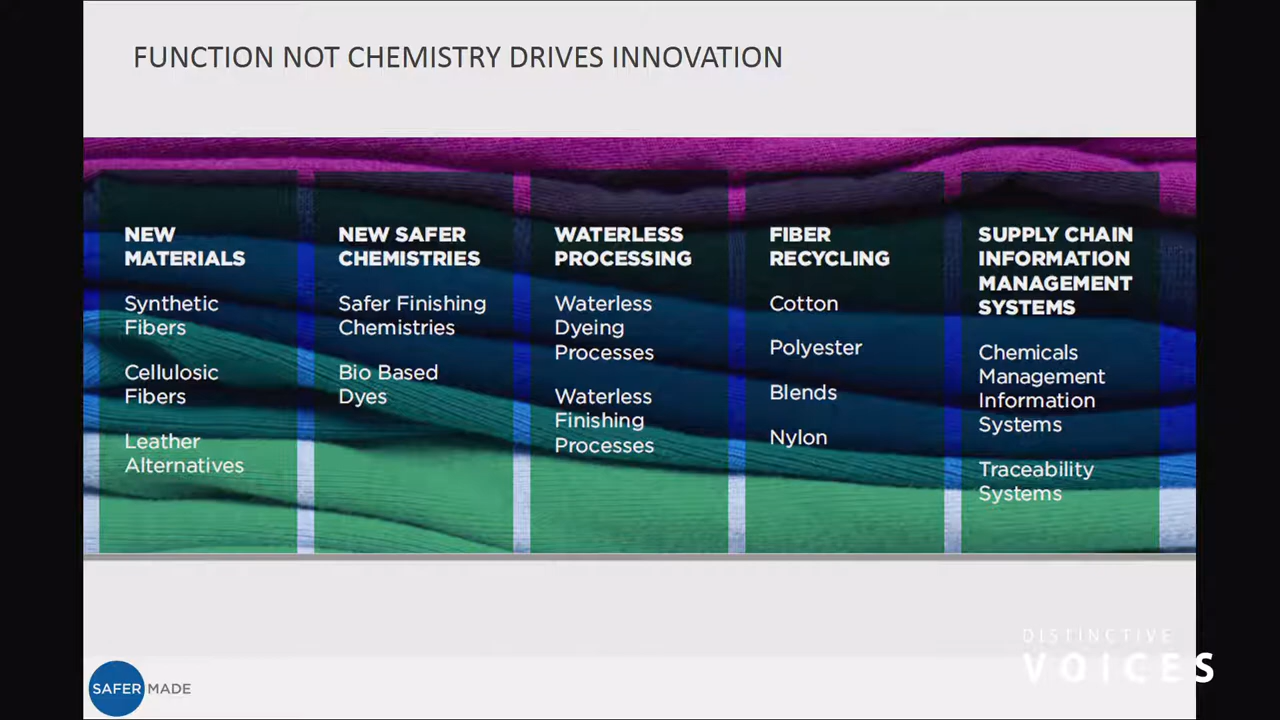 FUNCTION NOT CHEMISTRY DRIVES INNOVATION
NEW
MATERIALS
Synthetic
Fibers
Cellulosic
Fibers
Leather
Alternatives
NEW SAFER
CHEMISTRIES
Safer Finishing
Chemistries
Bio Based
Dyes
WATERLESS
PROCESSING
Waterless
Dyeing
Processes
Waterless
Finishing
Processes
FIBER
RECYCLING
Cotton
Polyester
Blends
Nylon
SUPPLY CHAIN
INFORMATION
MANAGEMENT
SYSTEMS
Chemicals
Management
Information
Systems
Traceability
Systems
SAFER MADE
DISTINCTIVE
VOICES